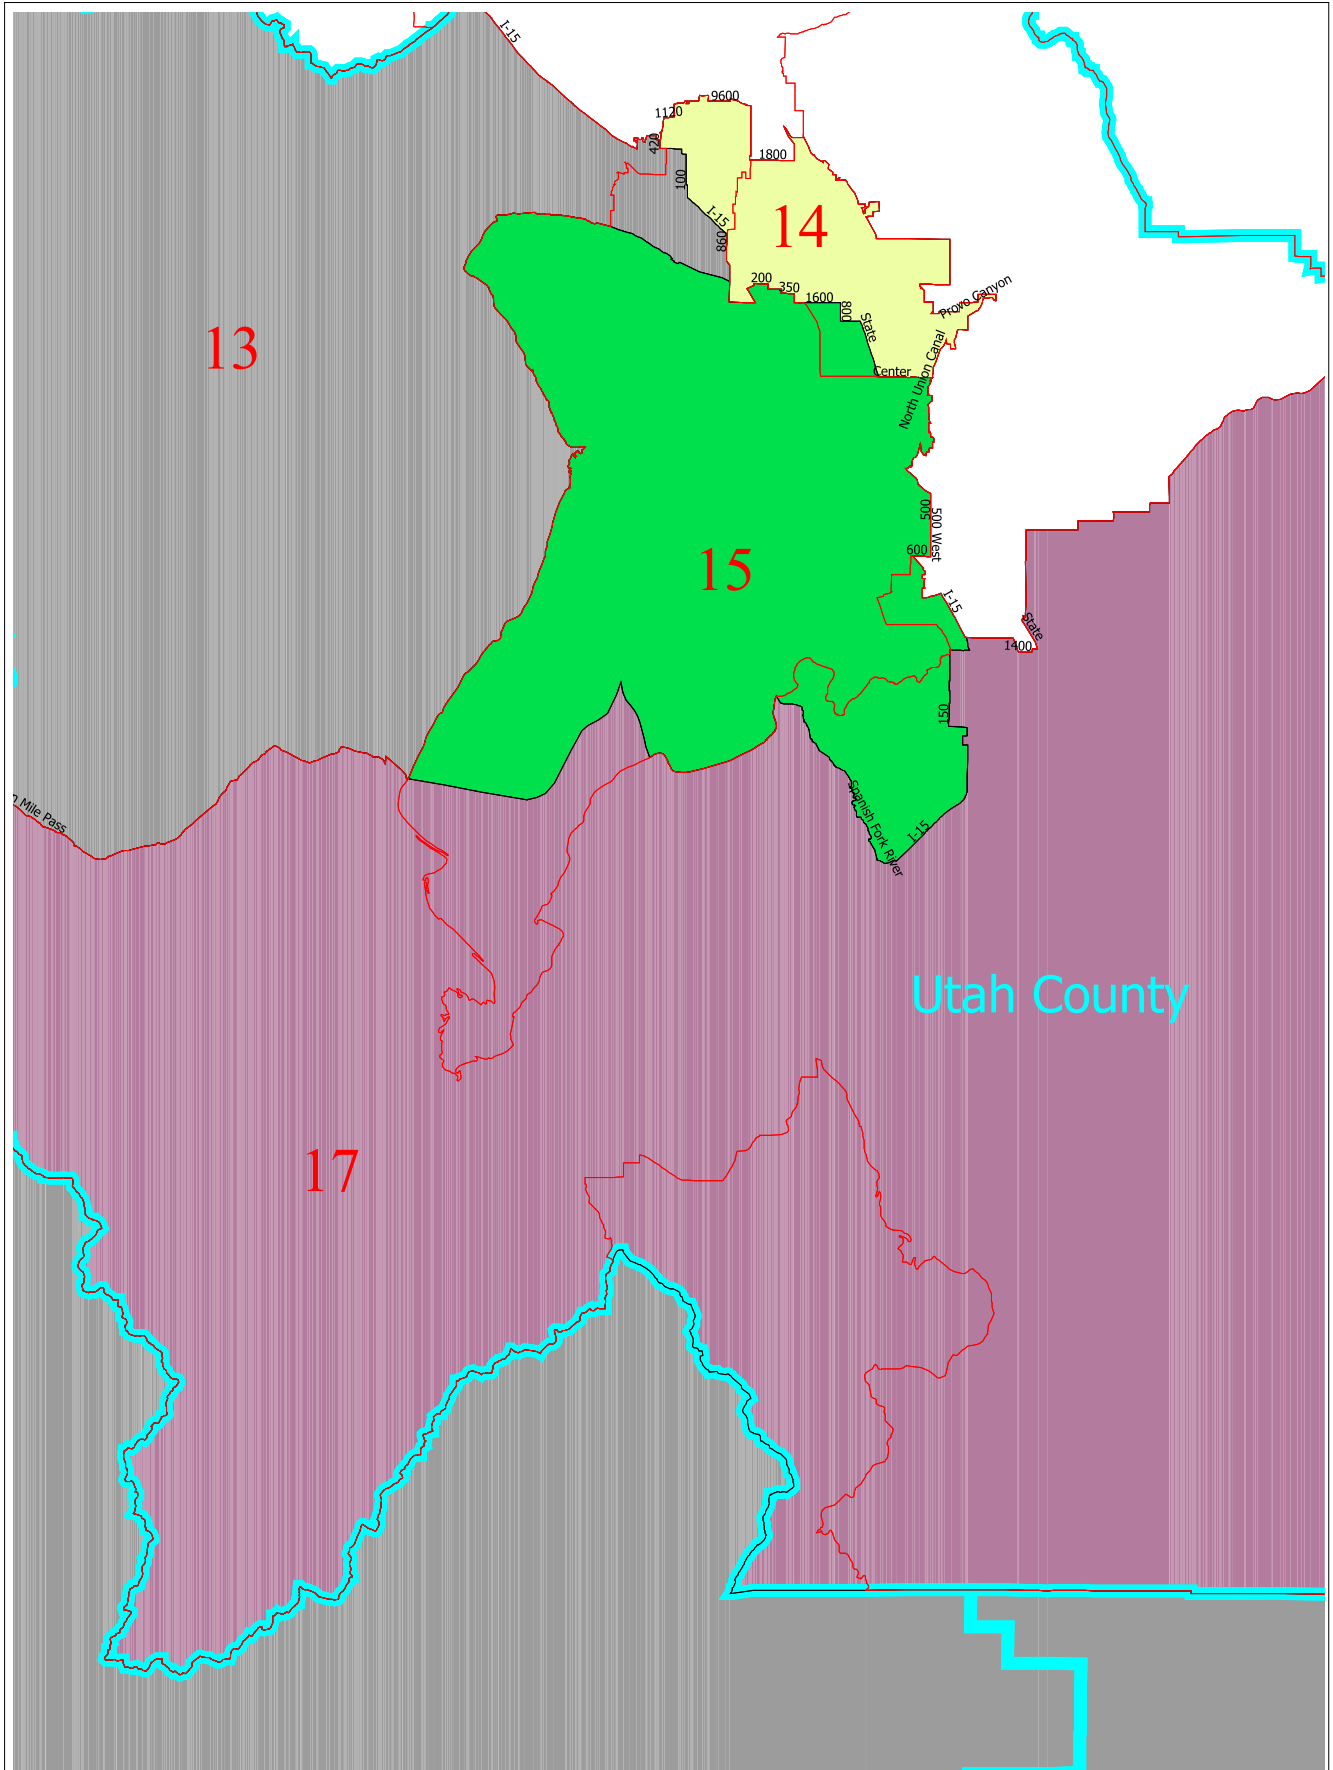 I-15
9600
1120
420
1800
100
I-15
14
860
200
350
1600
800
State
Provo Canyon
13
Center
North Union Canal
500
500 West
600
15
I-15
State
1400
150
Spanish Fork River
I-15
n Mile Pass
Utah County
17